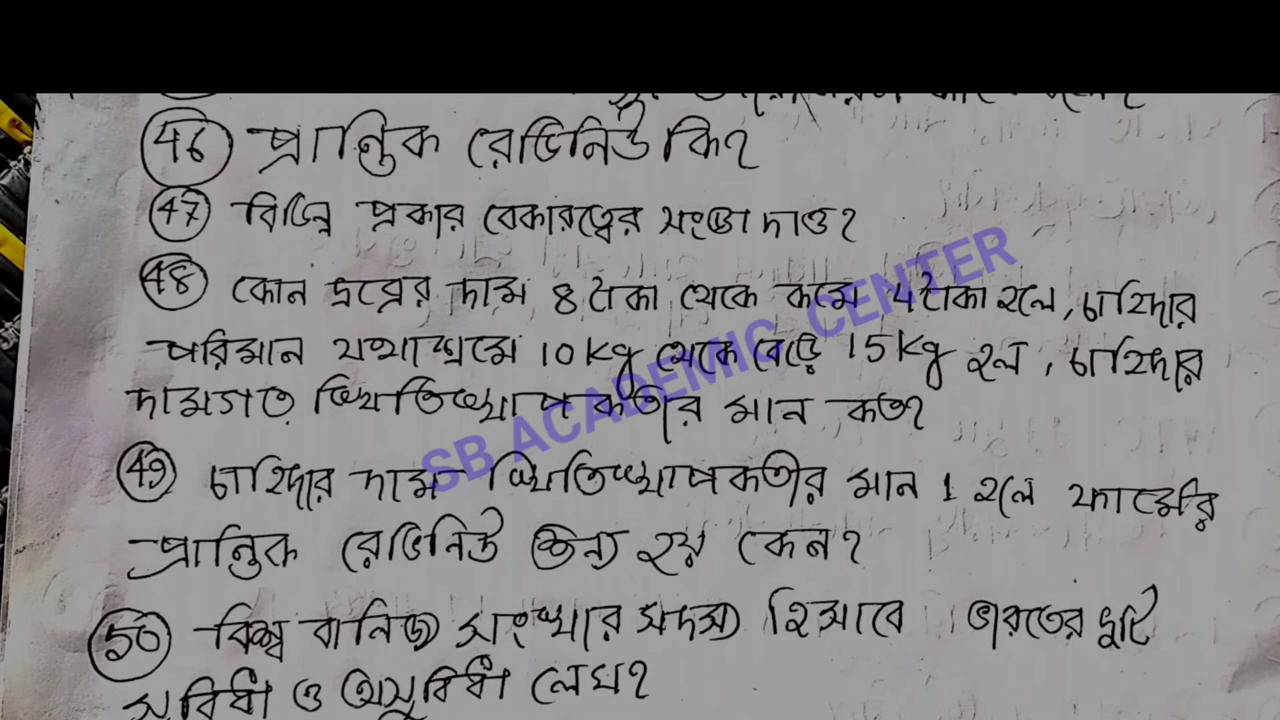 46 প্রান্তিক রেভিনিউ কি?
47 বিভিন্ন প্রকার বেকারত্বের সংজ্ঞা দাও?
48 কোন দ্রব্যের দাম 8 টাকা থেকে কমে 4 টাকা হলে, চাহিদার
পরিমান যথাক্রমে 10 kg থেকে বেড়ে 15 kg হল, চাহিদার
দামগত স্থিতিস্থাপকতার মান কত?
SB ACADEMIC CENTER
49 চাহিদার দাম স্থিতিস্থাপকতার মান 1 হলে ফার্মের
প্রান্তিক রেভিনিউ শূন্য হয় কেন?
50 বিশ্ব বানিজ্য সংস্থার সদস্য হিসাবে ভারতের দুটি
সুবিধা ও অসুবিধা লেখ?